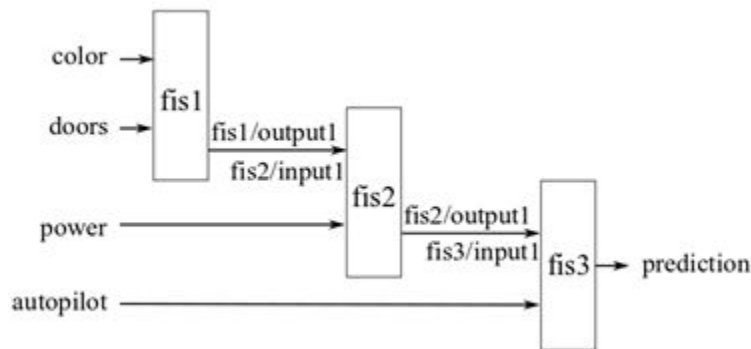 color
fis1
doors
fis1/output1
fis2/input1
fis2
power
fis2/output1
fis3/input1
fis3
prediction
autopilot